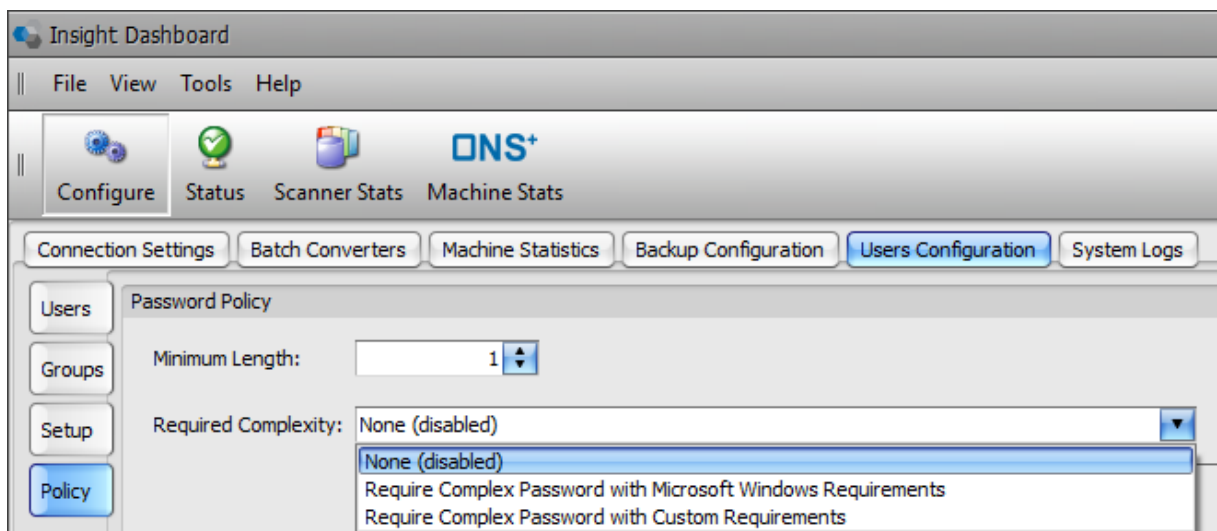 Insight Dashboard
File View Tools Help
□NS+
Configure Status Scanner Stats Machine Stats
Connection Settings Batch Converters Machine Statistics Backup Configuration Users Configuration System Logs
Users
Password Policy
Minimum Length: 1
Groups
Setup
Required Complexity: None (disabled)
None (disabled)
Policy
Require Complex Password with Microsoft Windows Requirements
Require Complex Password with Custom Requirements